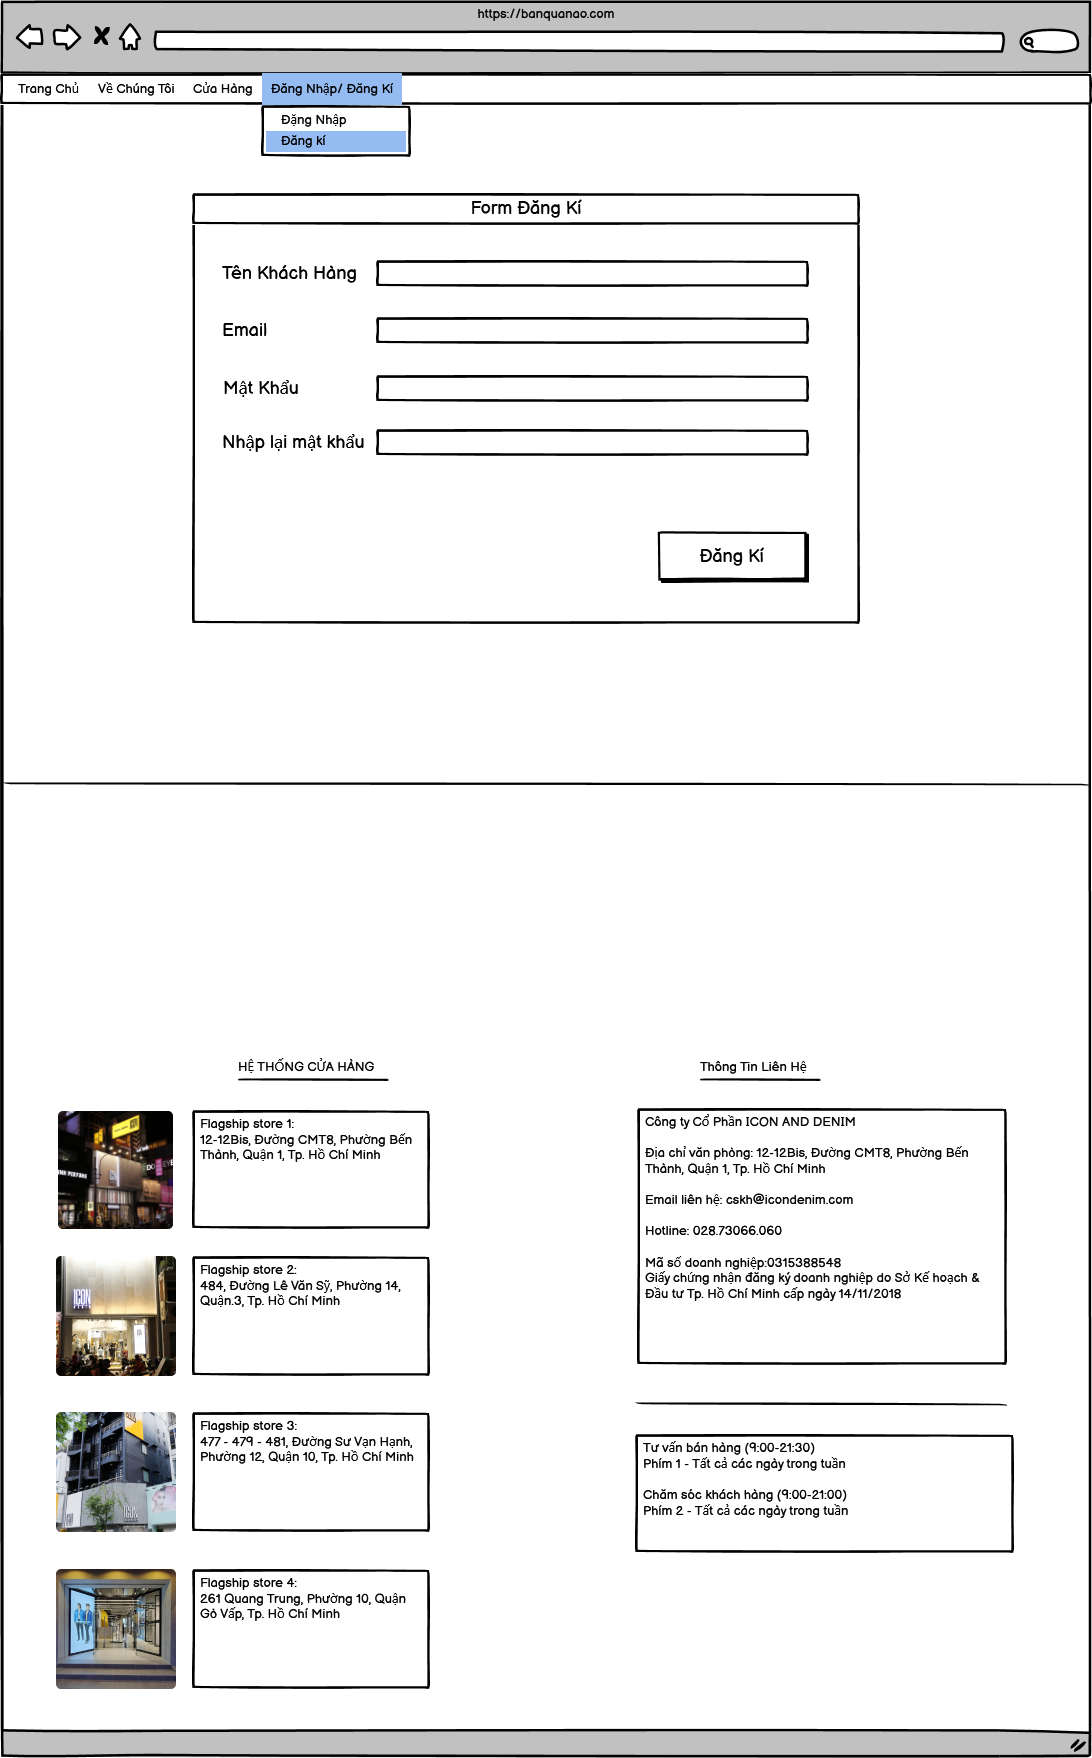 https://banquanao.com
Trang Chủ Về Chúng Tôi Cửa Hàng Đăng Nhập/ Đăng Kí
Đặng Nhập
Đăng kí
Form Đăng Kí
Tên Khách Hàng
Email
Mật Khẩu
Nhập lại mật khẩu
Đăng Kí
HỆ THỐNG CỬA HÀNG
Flagship store 1:
12-12Bis, Đường CMT8, Phường Bến
Thành, Quận 1, Tp. Hồ Chí Minh
ICON
Flagship store 2:
484, Đường Lê Văn Sỹ, Phường 14,
Quận.3, Tp. Hồ Chí Minh
ICON
Flagship store 3:
477 - 479 - 481, Đường Sư Vạn Hạnh,
Phường 12, Quận 10, Tp. Hồ Chí Minh
Flagship store 4:
261 Quang Trung, Phường 10, Quận
Gò Vấp, Tp. Hồ Chí Minh
Thông Tin Liên Hệ
Công ty Cổ Phần ICON AND DENIM
Địa chỉ văn phòng: 12-12Bis, Đường CMT8, Phường Bến
Thành, Quận 1, Tp. Hồ Chí Minh
Email liên hệ: cskh@icondenim.com
Hotline: 028.73066.060
Mã số doanh nghiệp:0315388548
Giấy chứng nhận đăng ký doanh nghiệp do Sở Kế hoạch &
Đầu tư Tp. Hồ Chí Minh cấp ngày 14/11/2018
Tư vấn bán hàng (9:00-21:30)
Phím 1 - Tất cả các ngày trong tuần
Chăm sóc khách hàng (9:00-21:00)
Phím 2 - Tất cả các ngày trong tuần